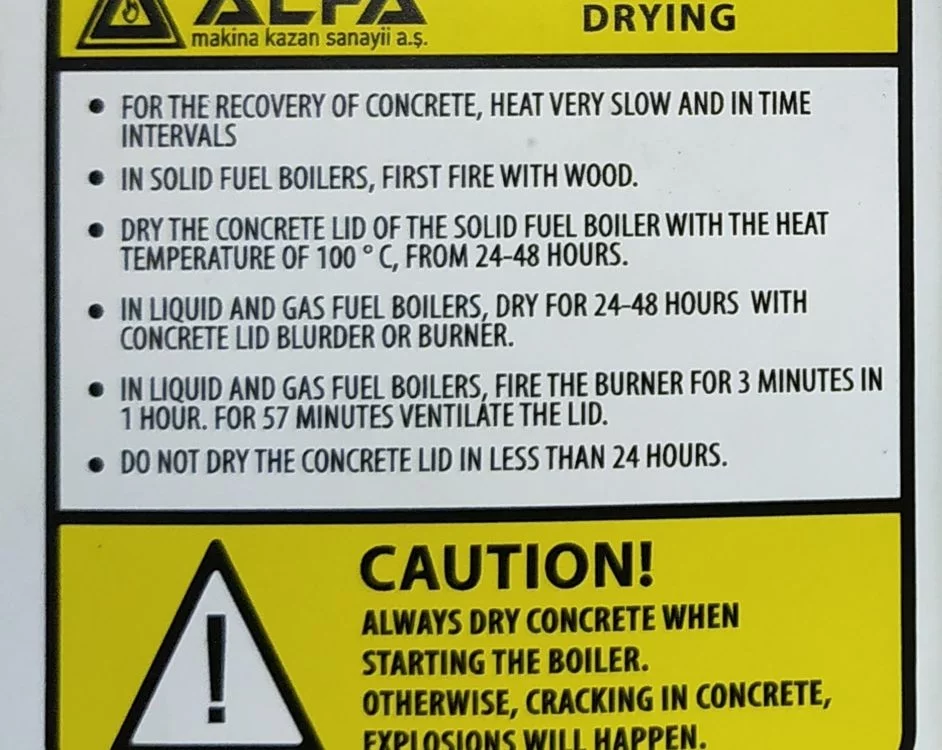 ALFA
makina kazan sanayii a.ş.
DRYING
• FOR THE RECOVERY OF CONCRETE, HEAT VERY SLOW AND IN TIME
INTERVALS
• IN SOLID FUEL BOILERS, FIRST FIRE WITH WOOD.
• DRY THE CONCRETE LID OF THE SOLID FUEL BOILER WITH THE HEAT
TEMPERATURE OF 100 ° C, FROM 24-48 HOURS.
• IN LIQUID AND GAS FUEL BOILERS, DRY FOR 24-48 HOURS WITH
CONCRETE LID BLURDER OR BURNER.
• IN LIQUID AND GAS FUEL BOILERS, FIRE THE BURNER FOR 3 MINUTES IN
1 HOUR. FOR 57 MINUTES VENTILATE THE LID.
• DO NOT DRY THE CONCRETE LID IN LESS THAN 24 HOURS.
!
CAUTION!
ALWAYS DRY CONCRETE WHEN
STARTING THE BOILER.
OTHERWISE, CRACKING IN CONCRETE,
EXPLOSIONS WILL HAPPEN.